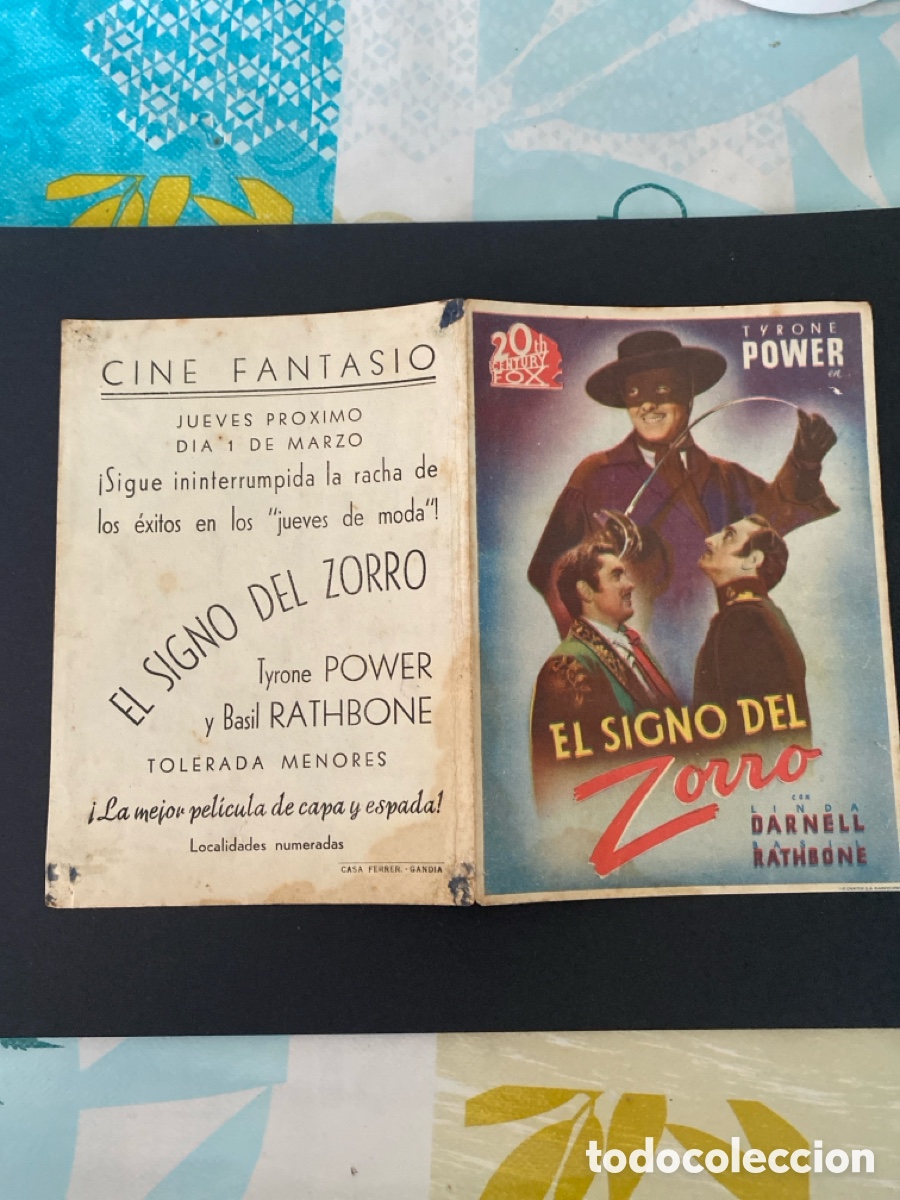 CINE FANTASIO
JUEVES PROXIMO
DIA 1 DE MARZO
¡Sigue ininterrumpida la racha de
los éxitos en los "jueves de moda"!
EL SIGNO DEL ZORRO
Tyrone POWER
y Basil RATHBONE
TOLERADA MENORES
¡La mejor película de capa y espada!
Localidades numeradas
CASA FERRER. - GANDIA
20th
CENTURY
FOX
TYRONE
POWER
en...
EL SIGNO DEL
Zorro
CON
LINDA
DARNELL
BASIL
RATHBONE
todocoleccion